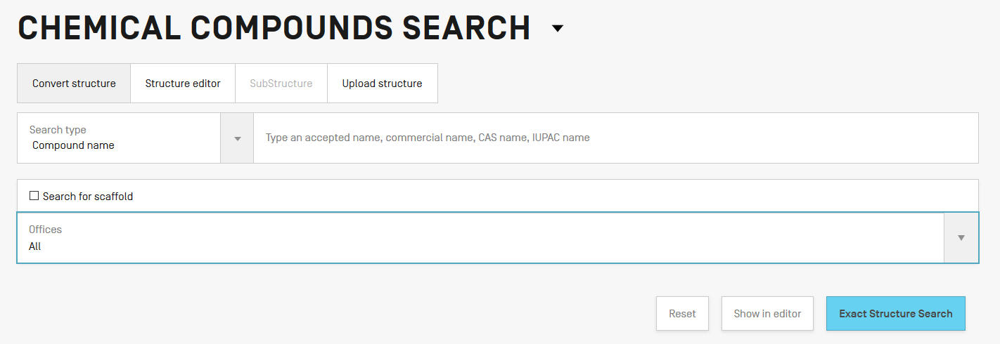 CHEMICAL COMPOUNDS SEARCH
Convert structure
Structure editor
SubStructure
Upload structure
Search type
Compound name
Type an accepted name, commercial name, CAS name, IUPAC name
Search for scaffold
Offices
All
Reset
Show in editor
Exact Structure Search